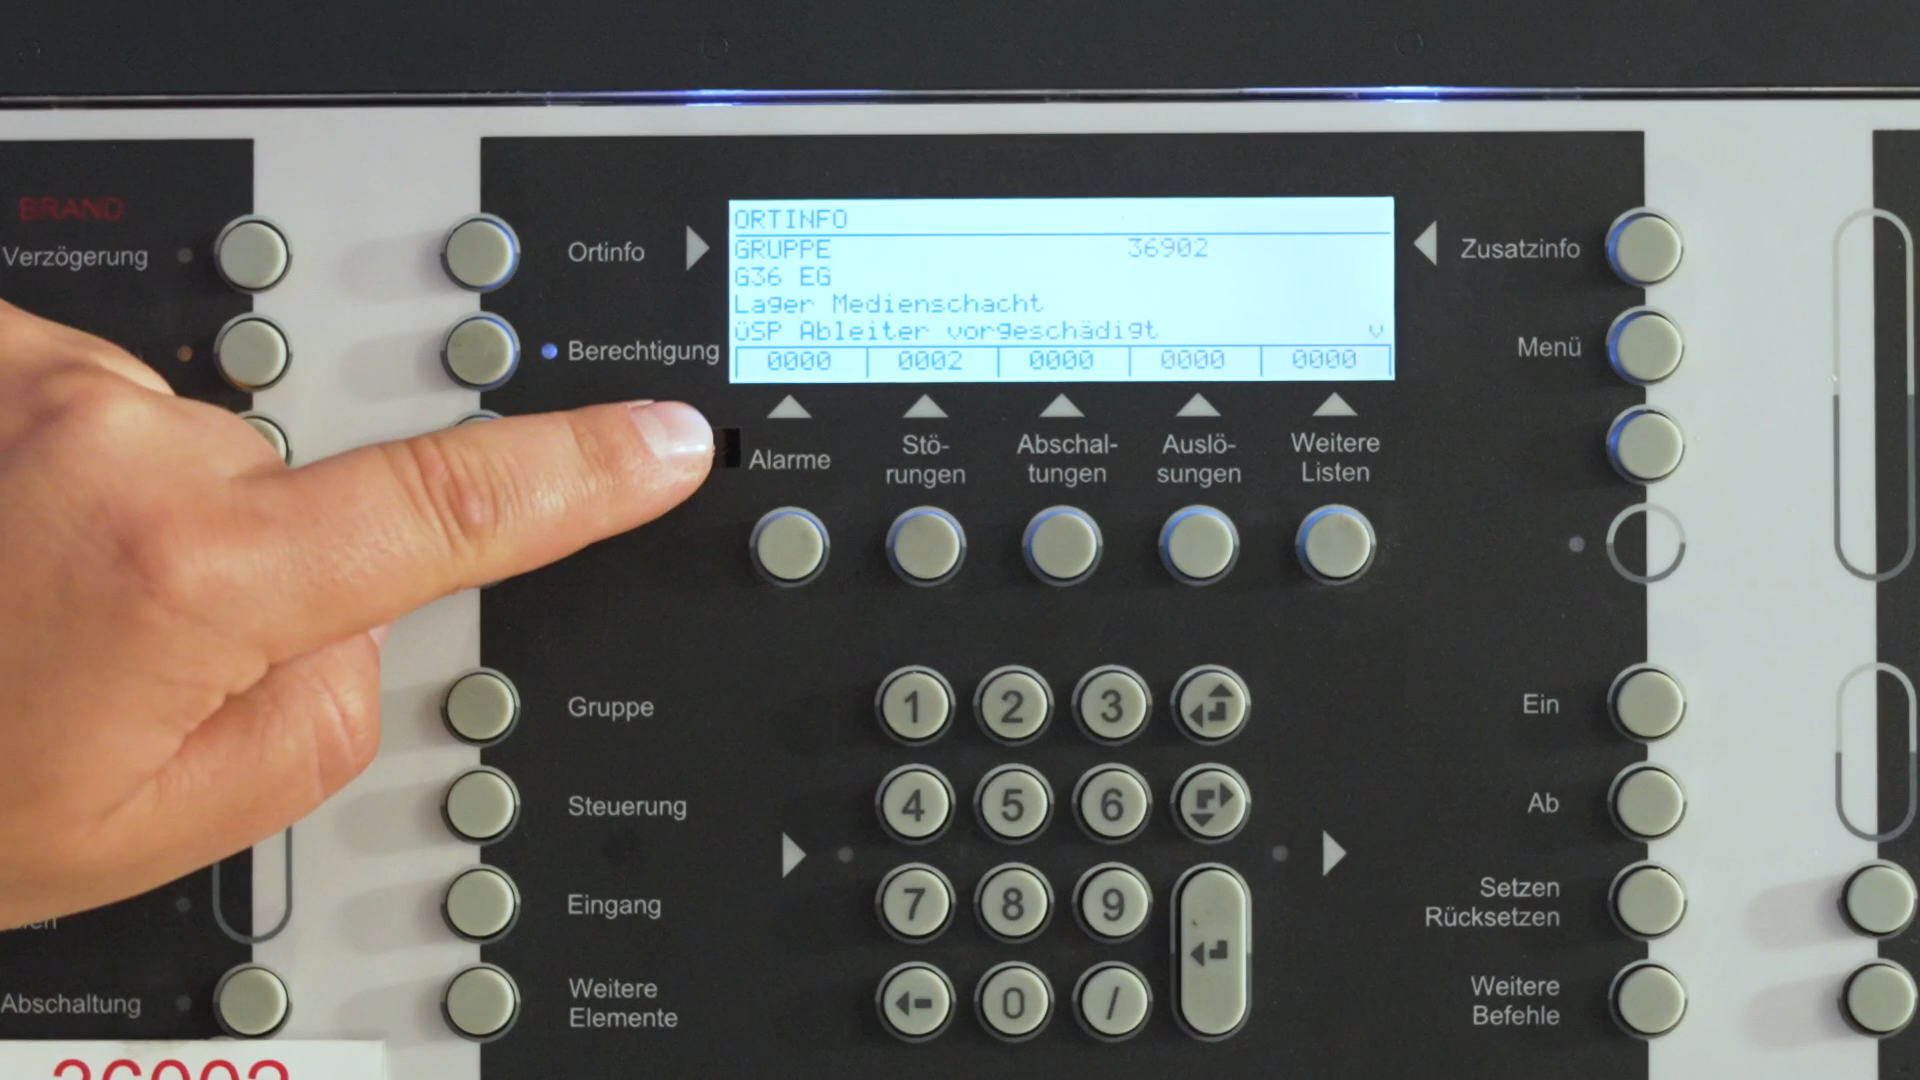 BRAND
Verzögerung
Abschaltung
Ortinfo
Berechtigung
ORTINFO
GRUPPE 36902
G36 EG
Lager Medienschacht
ÜSP Ableiter vorgeschädigt v
0000 0002 0000 0000 0000
Alarme
Stö-
rungen
Abschal-
tungen
Auslö-
sungen
Weitere
Listen
Zusatzinfo
Menü
Gruppe
Steuerung
Eingang
Weitere
Elemente
1 2 3
4 5 6
7 8 9
0 /
Ein
Ab
Setzen
Rücksetzen
Weitere
Befehle